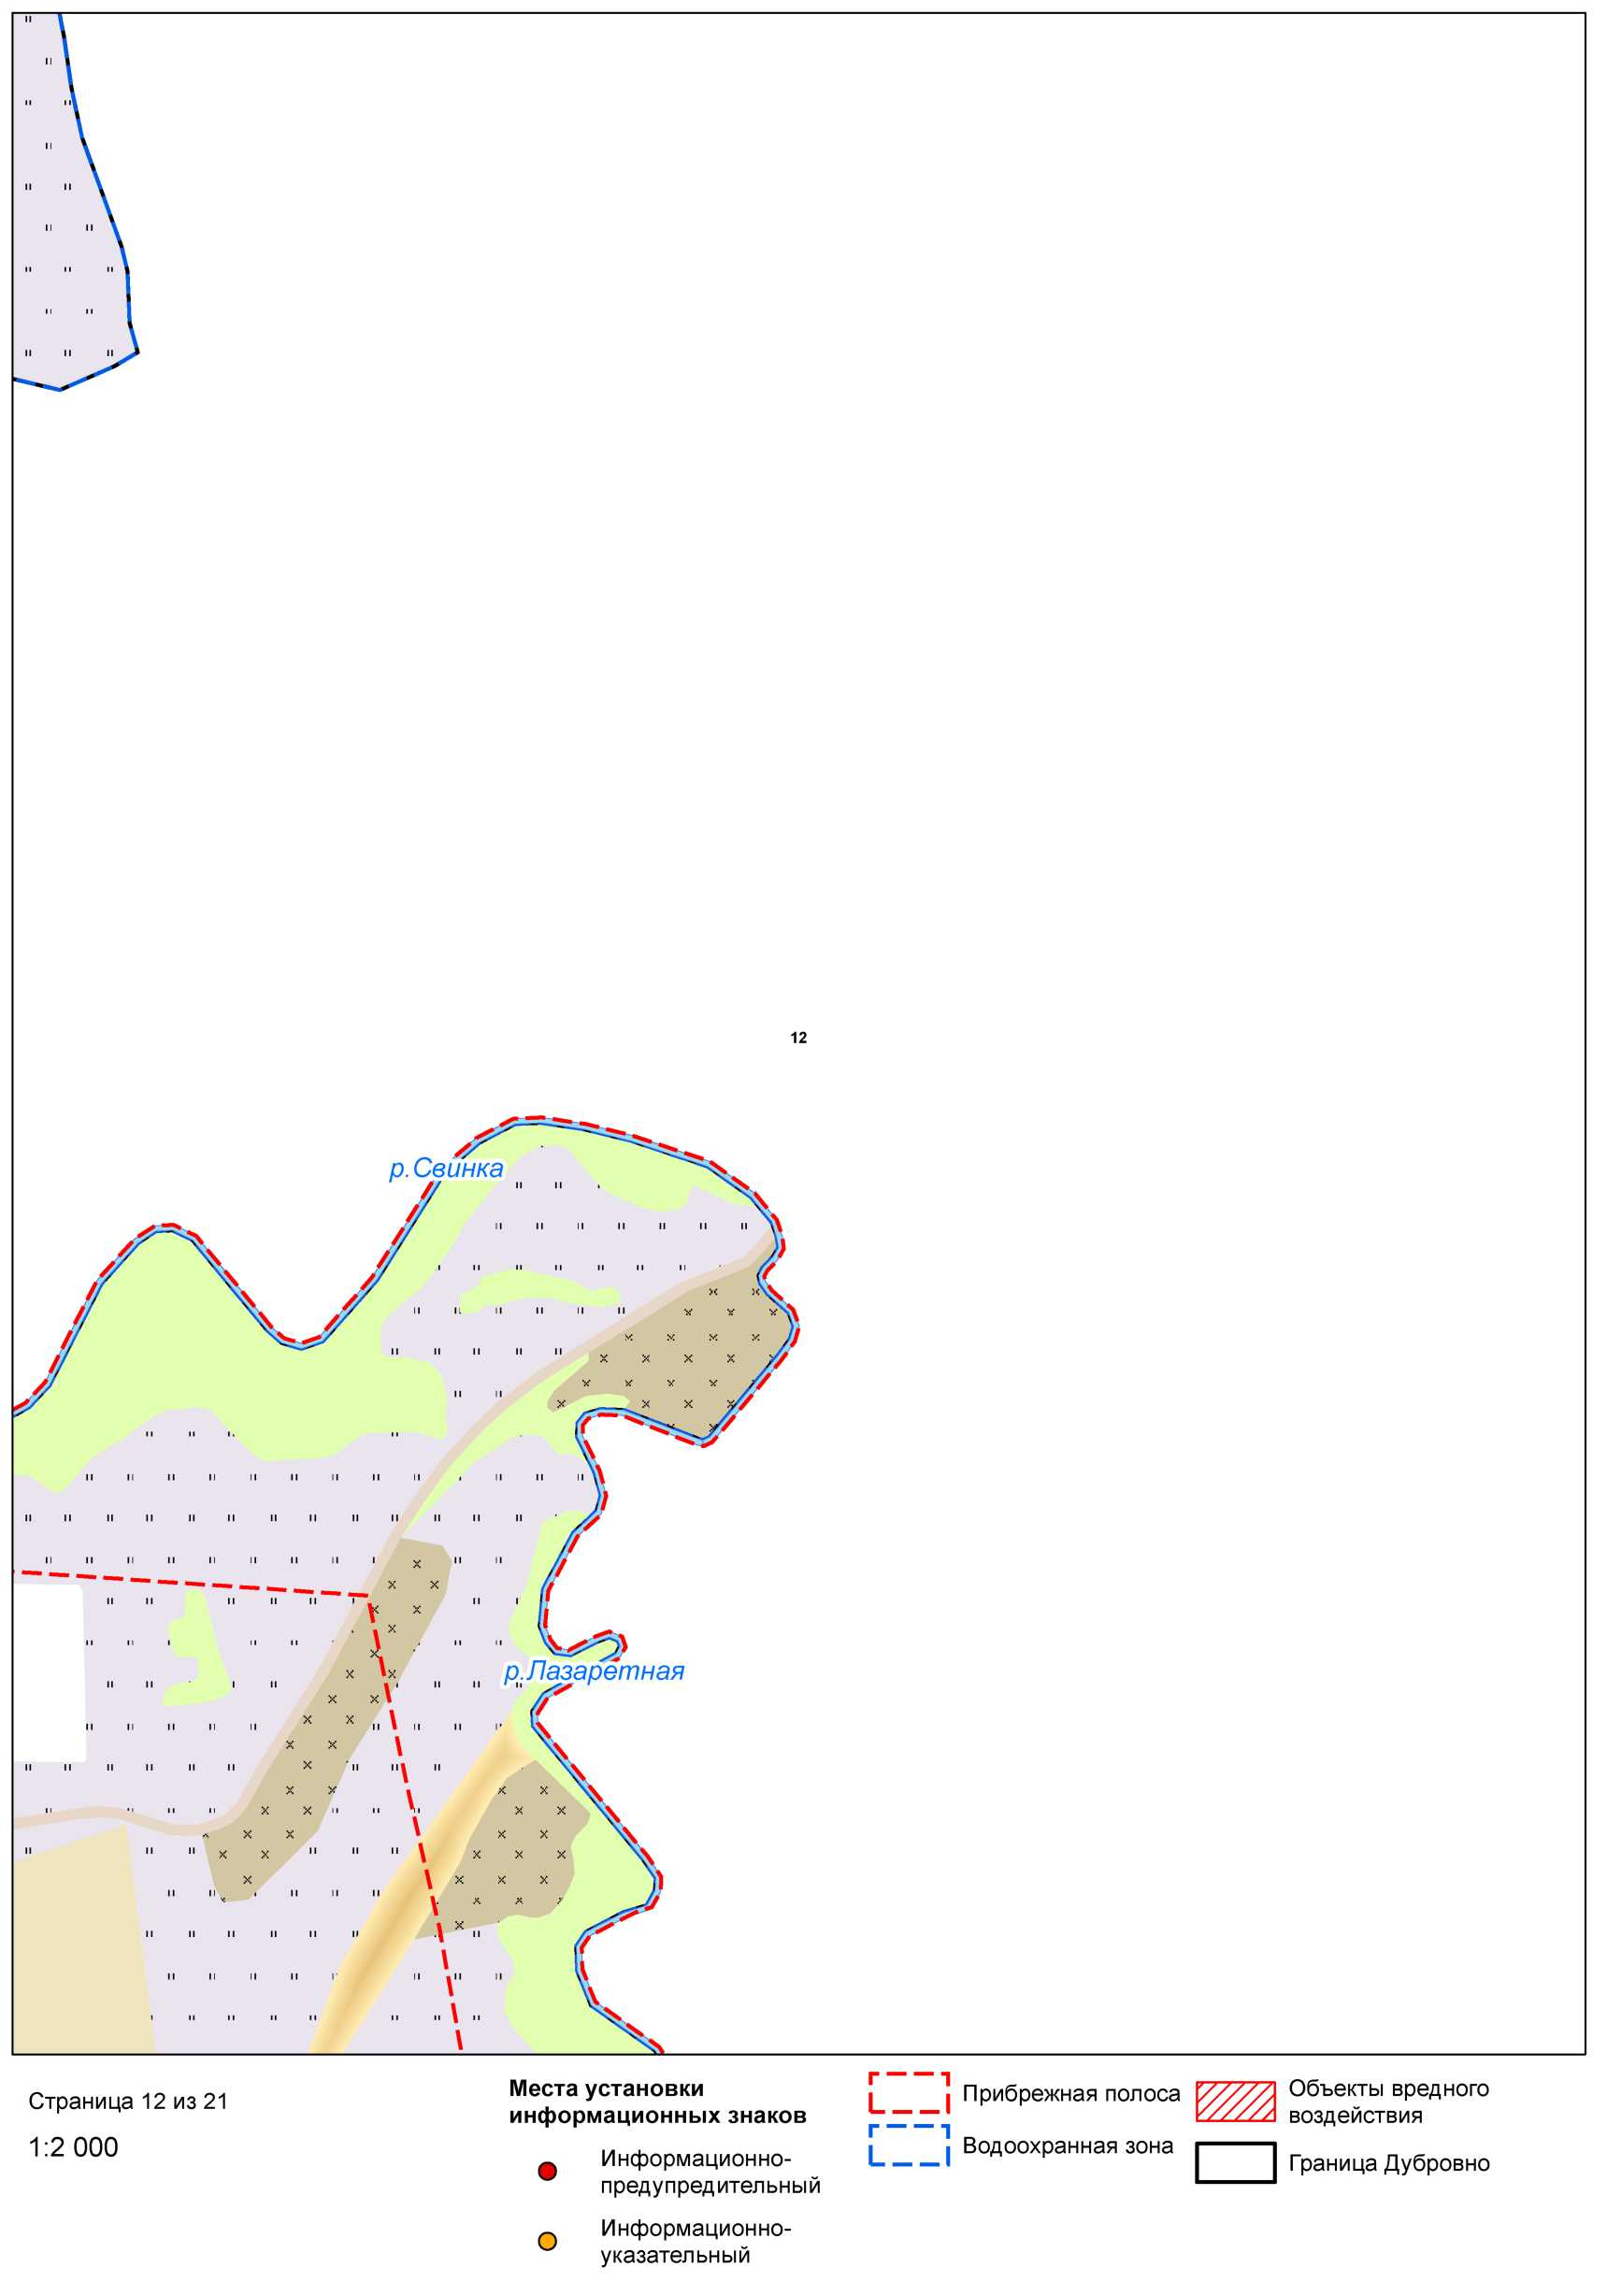 12
р.Свинка
р.Лазаретная
Страница 12 из 21
1:2 000
Места установки
информационных знаков
Информационно-
предупредительный
Информационно-
указательный
Прибрежная полоса
Водоохранная зона
Объекты вредного
воздействия
Граница Дубровно